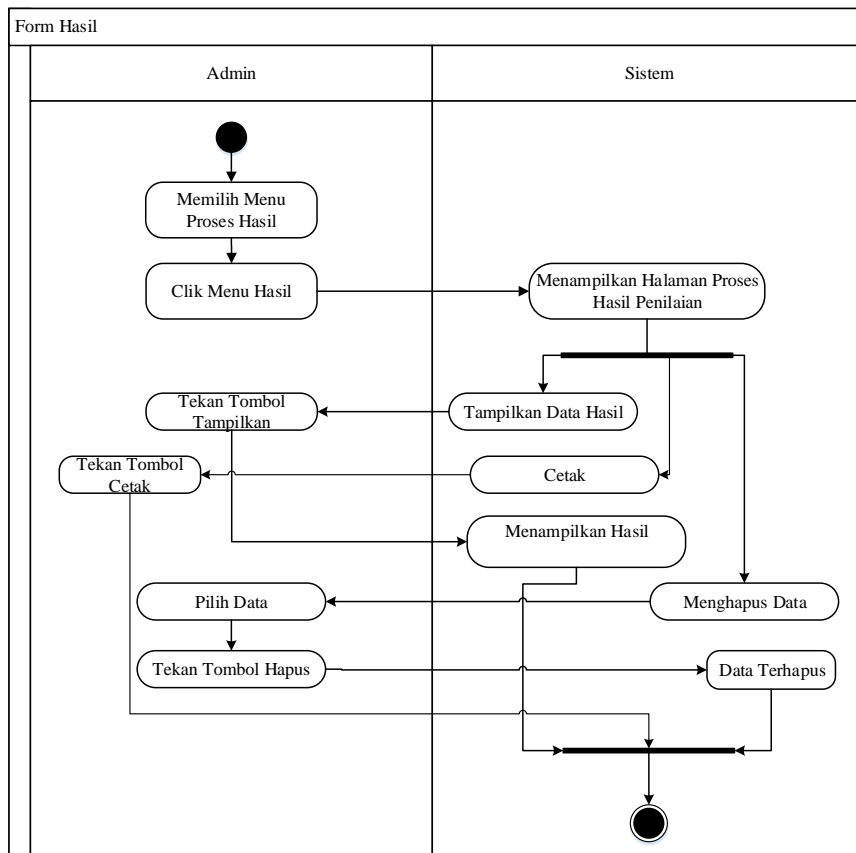 Form Hasil
Admin
Sistem
Memilih Menu
Proses Hasil
Clik Menu Hasil
Menampilkan Halaman Proses
Hasil Penilaian
Tekan Tombol
Tampilkan
Tampilkan Data Hasil
Tekan Tombol
Cetak
Cetak
Menampilkan Hasil
Pilih Data
Menghapus Data
Tekan Tombol Hapus
Data Terhapus